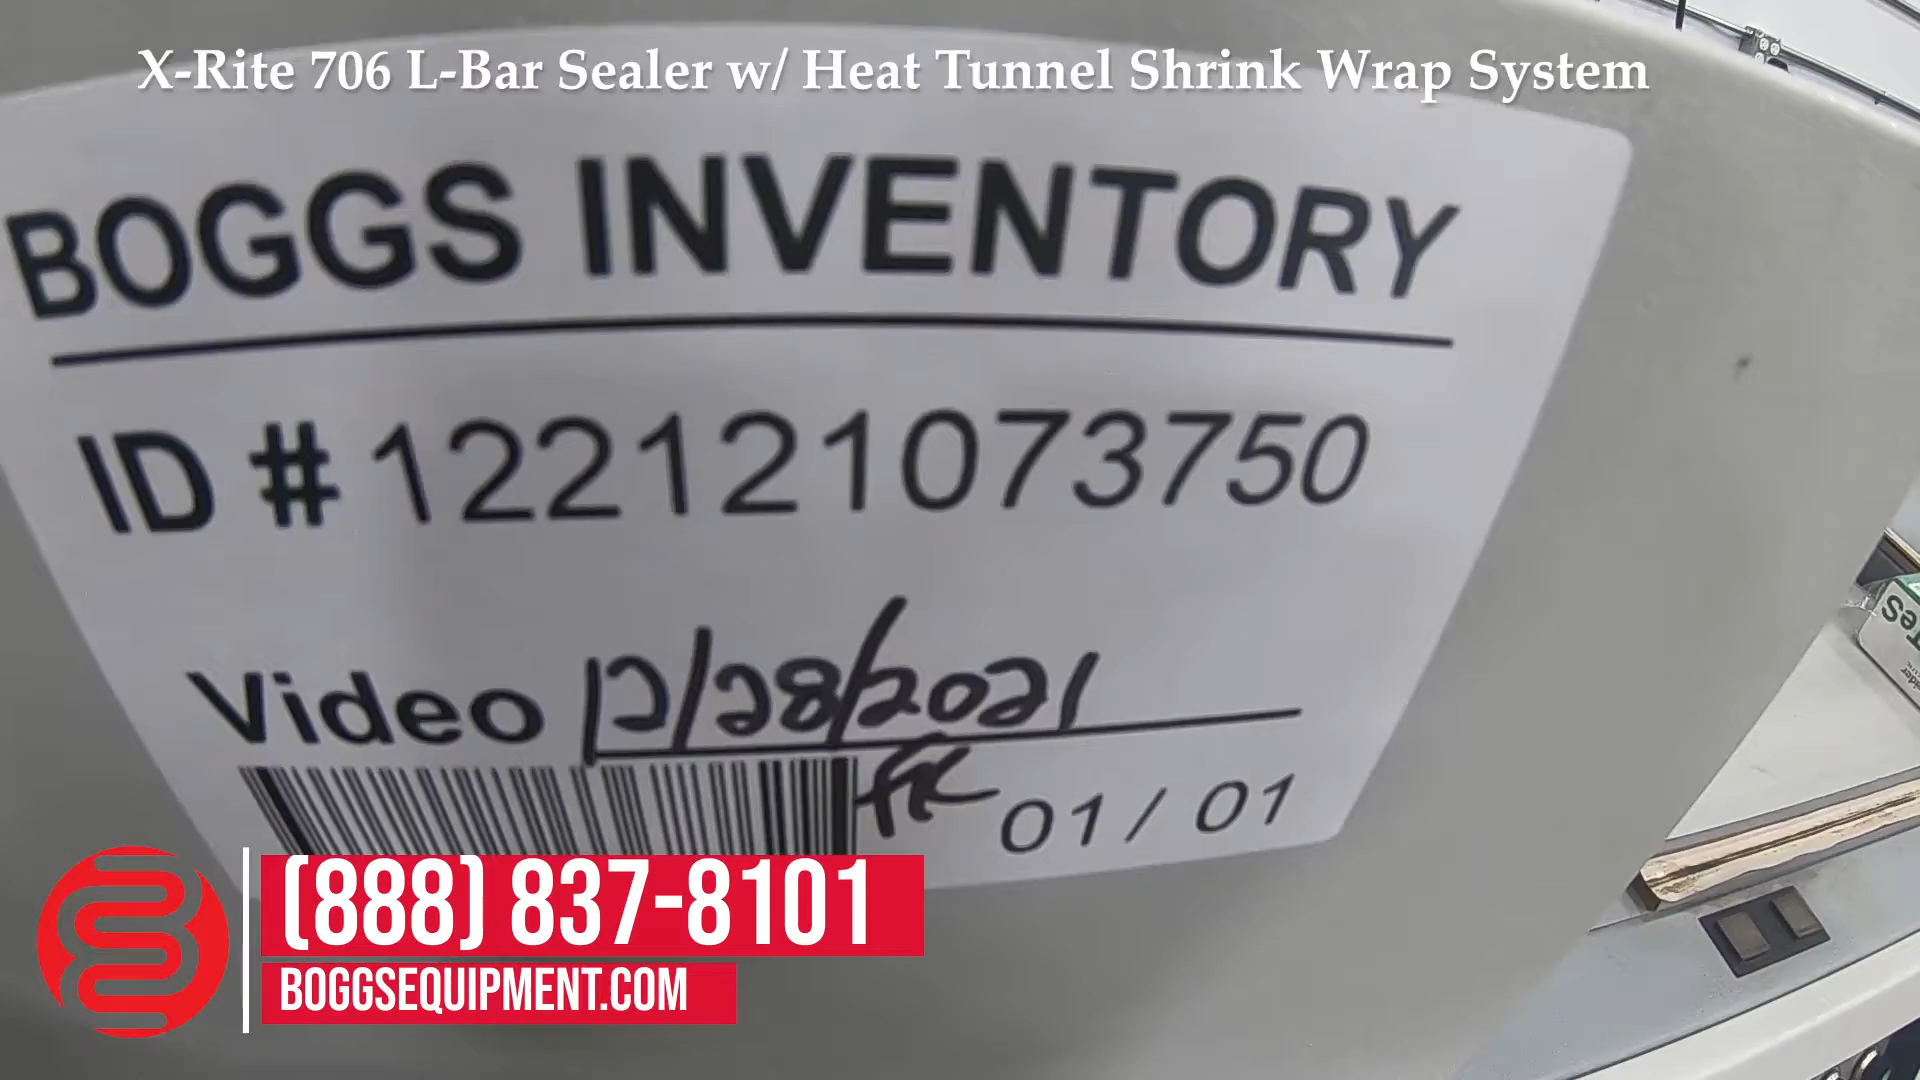 X-Rite 706 L-Bar Sealer w/ Heat Tunnel Shrink Wrap System
BOGGS INVENTORY
ID # 122121073750
Video 12/28/2021
01 / 01
(888) 837-8101
BOGGSEQUIPMENT.COM